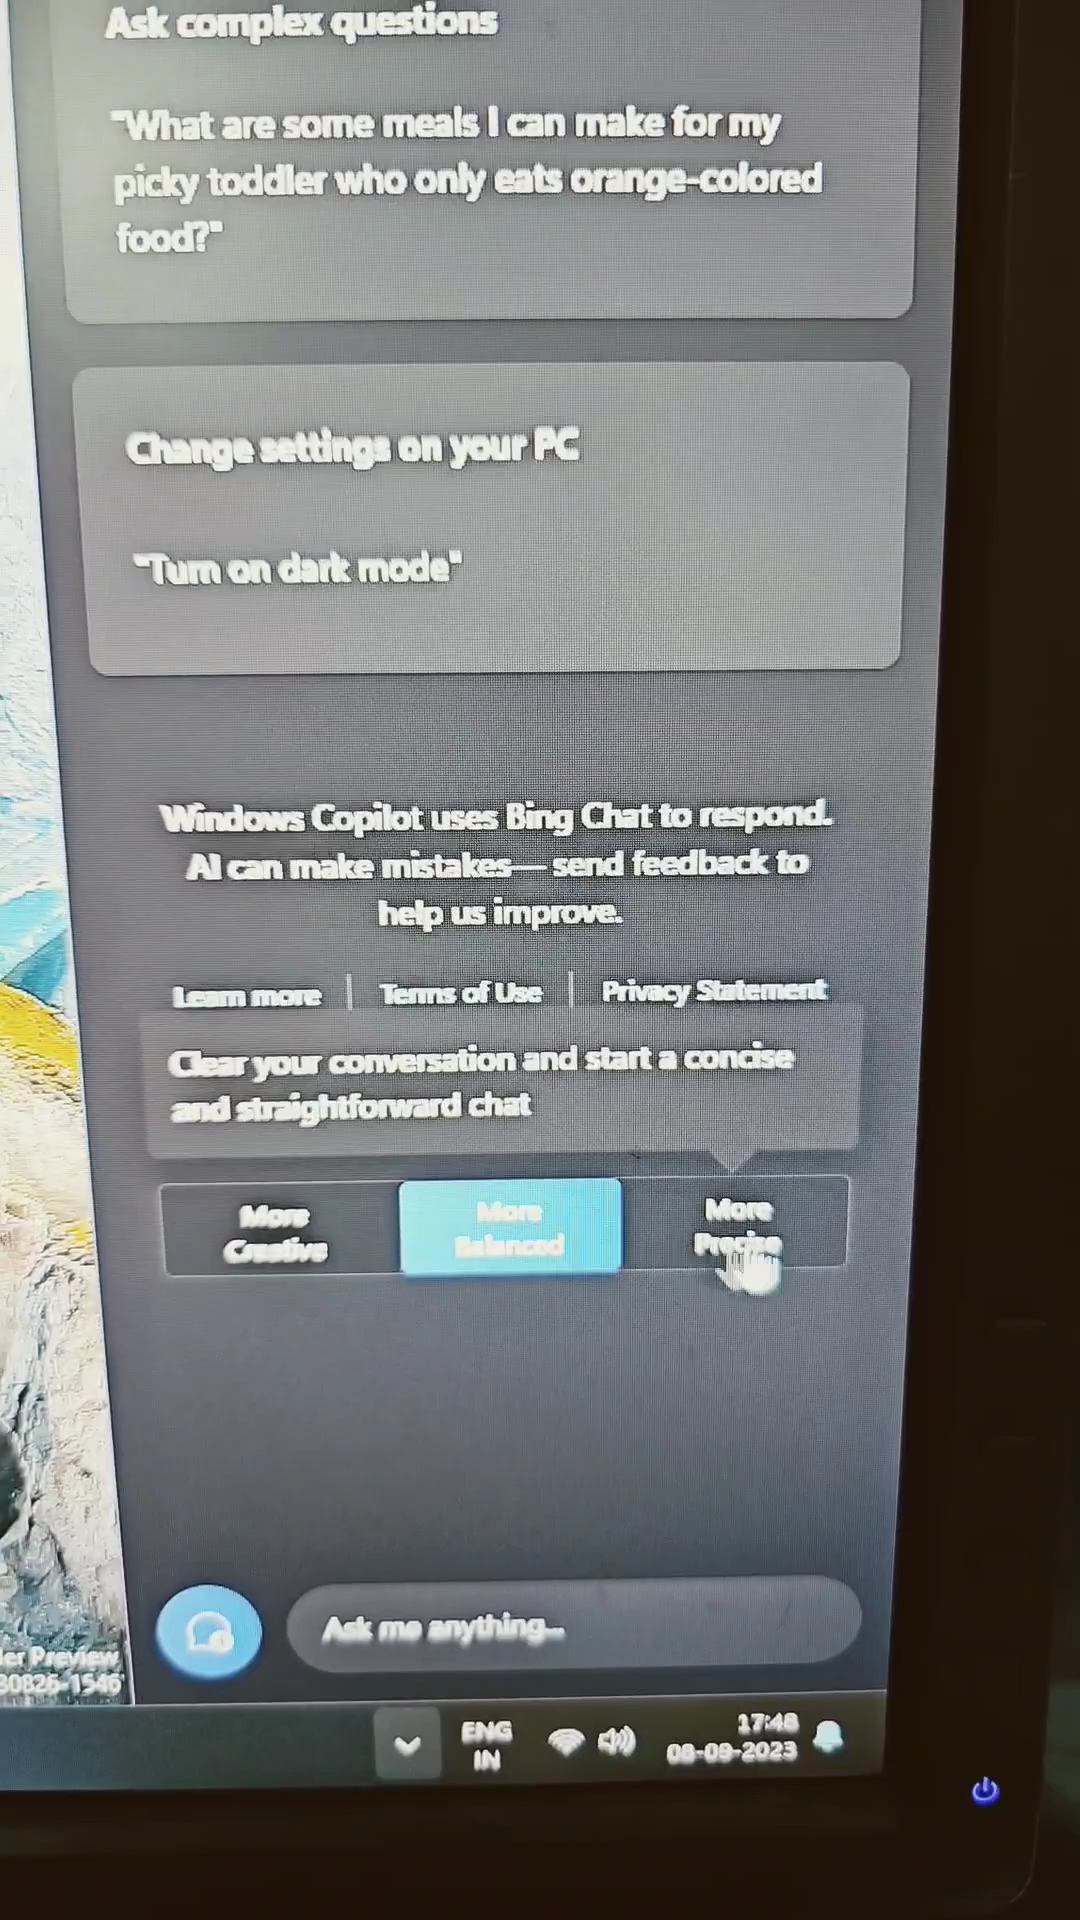 Ask complex questions
"What are some meals I can make for my
picky toddler who only eats orange-colored
food?"
Change settings on your PC
"Turn on dark mode"
Windows Copilot uses Bing Chat to respond.
AI can make mistakes— send feedback to
help us improve.
Learn more | Terms of Use | Privacy Statement
Clear your conversation and start a concise
and straightforward chat
More
Creative
More
Balanced
More
Precise
Ask me anything...
er Preview
30826-1546
ENG
IN
17:48
08-09-2023